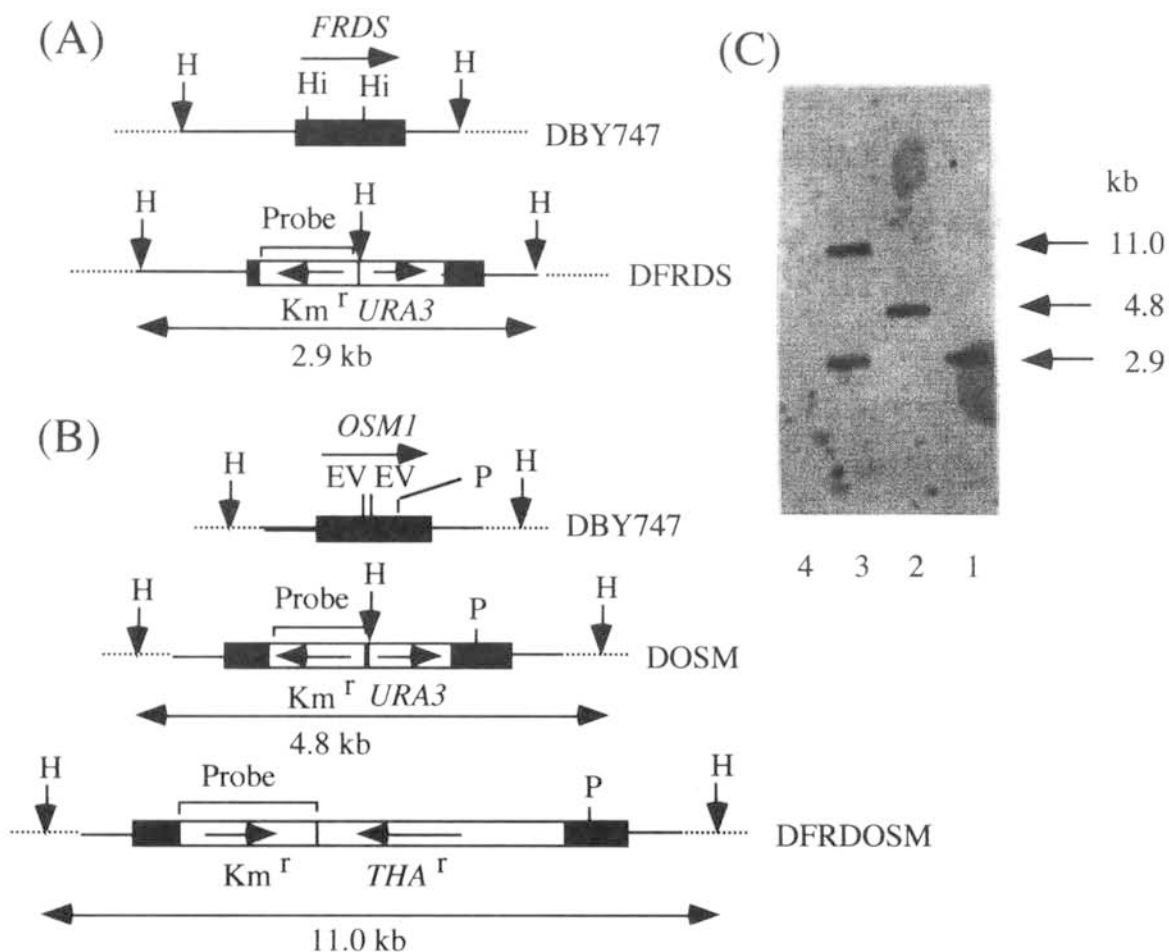 (A)
FRDS
H
H
Hi
Hi
DBY747
H
H
H
Probe
DFRDS
Km r URA3
2.9 kb
(B)
OSM1
H
EV EV
P
H
DBY747
H
Probe
H
P
H
DOSM
Km r URA3
4.8 kb
H
Probe
P
H
DFRDOSM
Km r
THA r
11.0 kb
(C)
kb
11.0
4.8
2.9
4 3 2 1